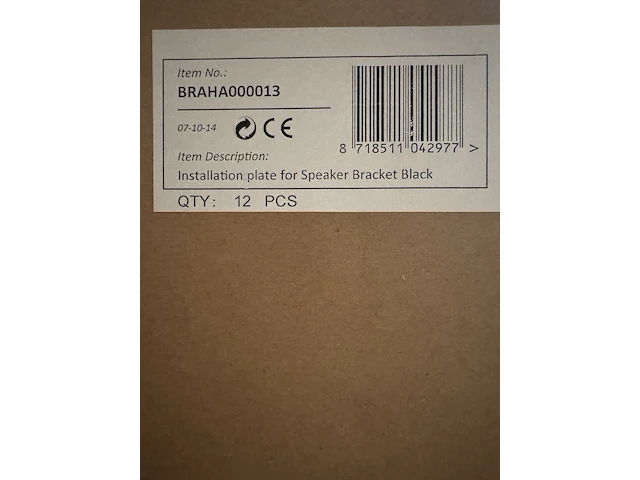 Item No.:
BRAHA000013
07-10-14 CE
8 718511 042977 >
Item Description:
Installation plate for Speaker Bracket Black
QTY: 12 PCS